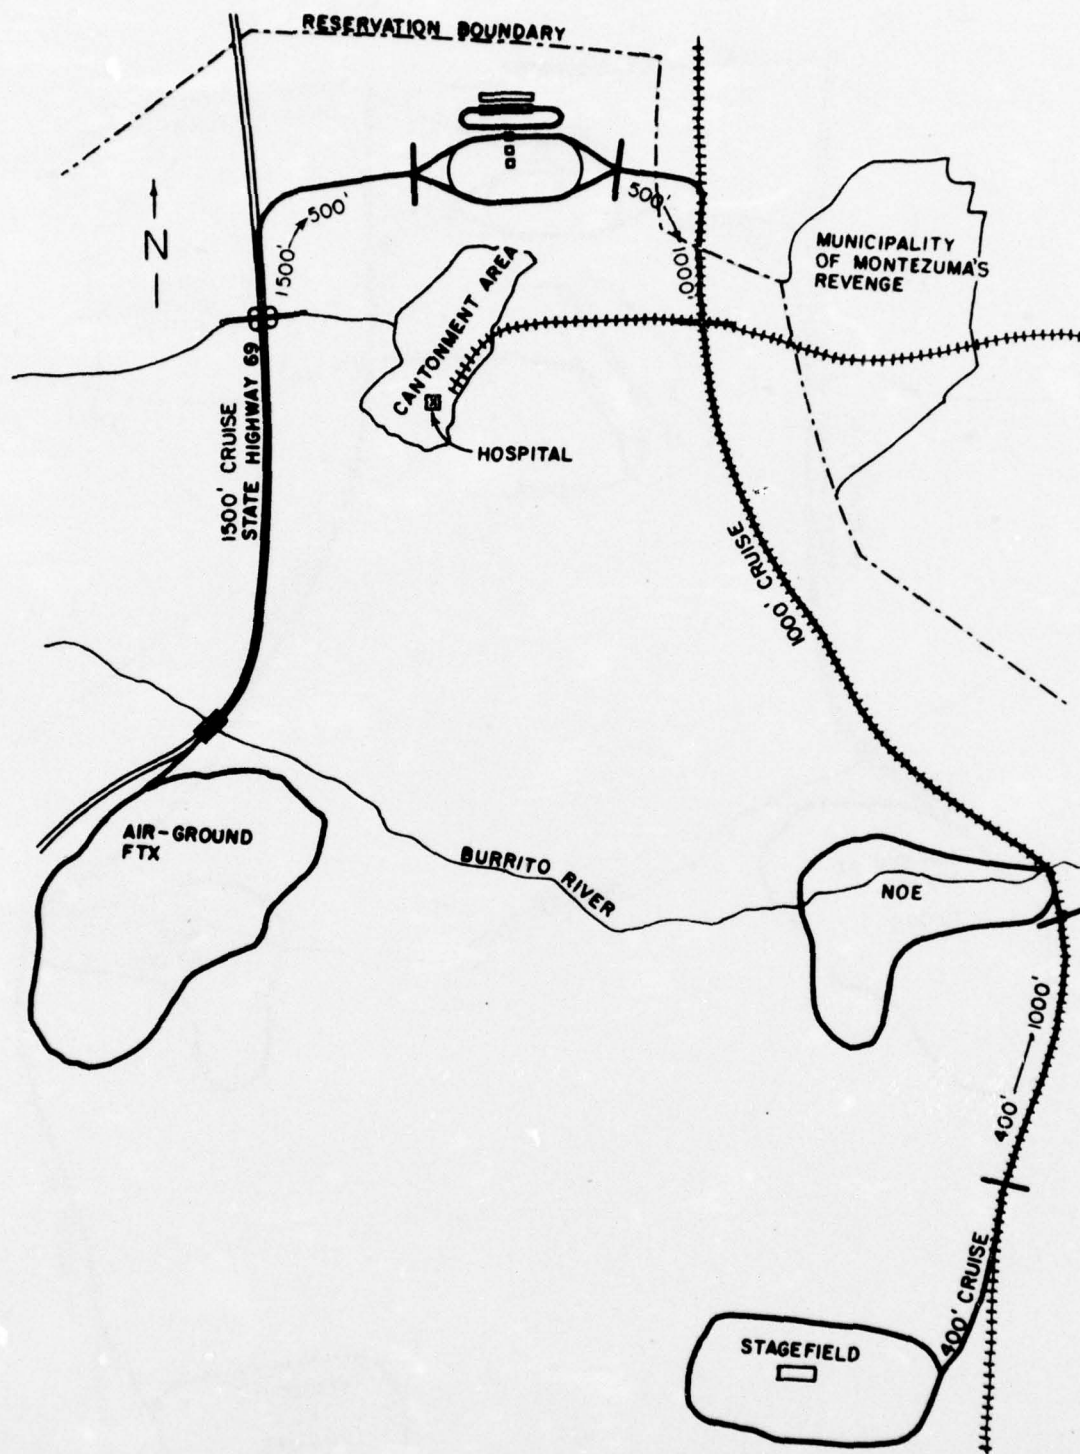 RESERVATION BOUNDARY
N
1500' → 500'
500' → 1000'
MUNICIPALITY
OF MONTEZUMA'S
REVENGE
CANTONMENT AREA
HOSPITAL
1500' CRUISE
STATE HIGHWAY 69
1000' CRUISE
AIR-GROUND
FTX
BURRITO RIVER
NOE
400' — 1000'
400' CRUISE
STAGEFIELD